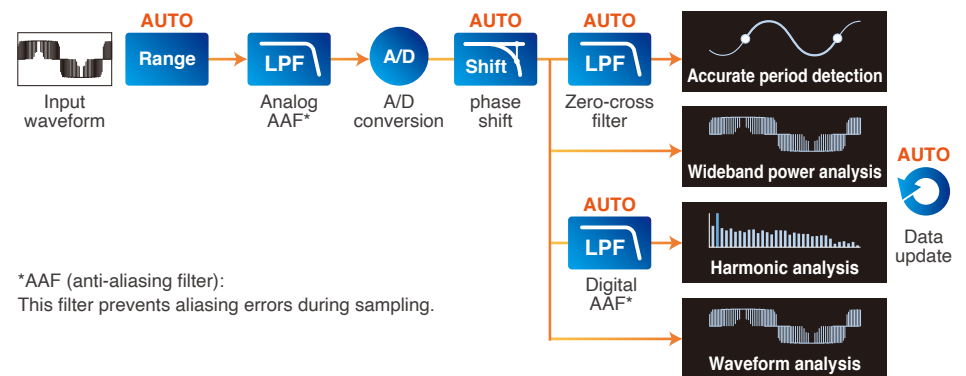 AUTO
Range
Input
waveform
LPF
Analog
AAF*
A/D
A/D
conversion
AUTO
Shift
phase
shift
AUTO
LPF
Zero-cross
filter
Accurate period detection
Wideband power analysis
AUTO
LPF
Digital
AAF*
Harmonic analysis
Waveform analysis
AUTO
Data
update
*AAF (anti-aliasing filter):
This filter prevents aliasing errors during sampling.